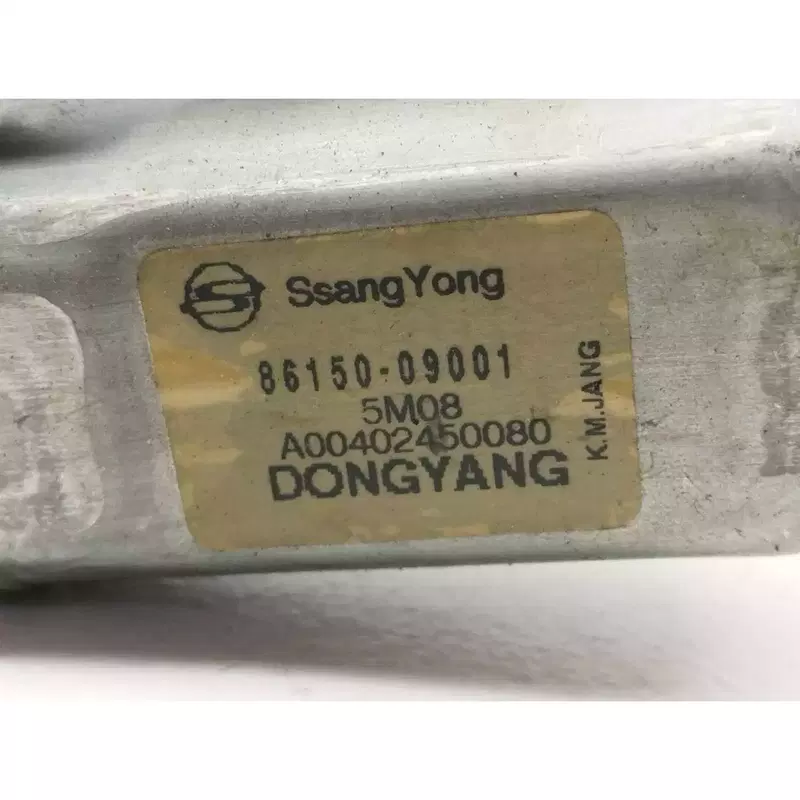 SsangYong
86150-09001
5M08
A00402450080
DONGYANG
K.M.JANG